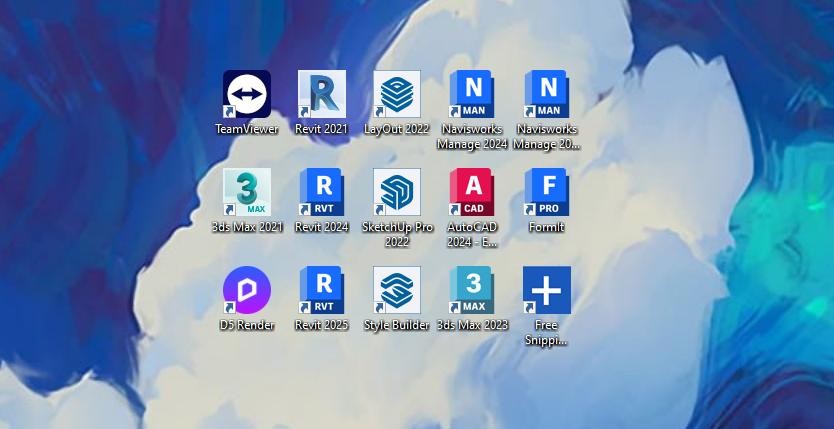 TeamViewer
R
Revit 2021
LayOut 2022
N
MAN
Navisworks
Manage 2024
N
MAN
Navisworks
Manage 20...
3
MAX
3ds Max 2021
R
RVT
Revit 2024
SketchUp Pro
2022
A
CAD
AutoCAD
2024 - E...
F
PRO
FormIt
D5 Render
R
RVT
Revit 2025
Style Builder
3
MAX
3ds Max 2023
Free
Snippi...